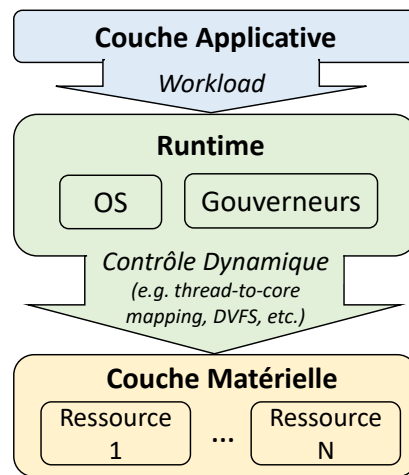 Couche Applicative
Workload
Runtime
OS
Gouverneurs
Contrôle Dynamique
(e.g. thread-to-core
mapping, DVFS, etc.)
Couche Matérielle
Ressource
1
...
Ressource
N